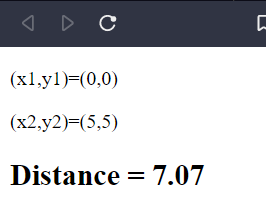 (x1,y1)=(0,0)
(x2,y2)=(5,5)
Distance = 7.07